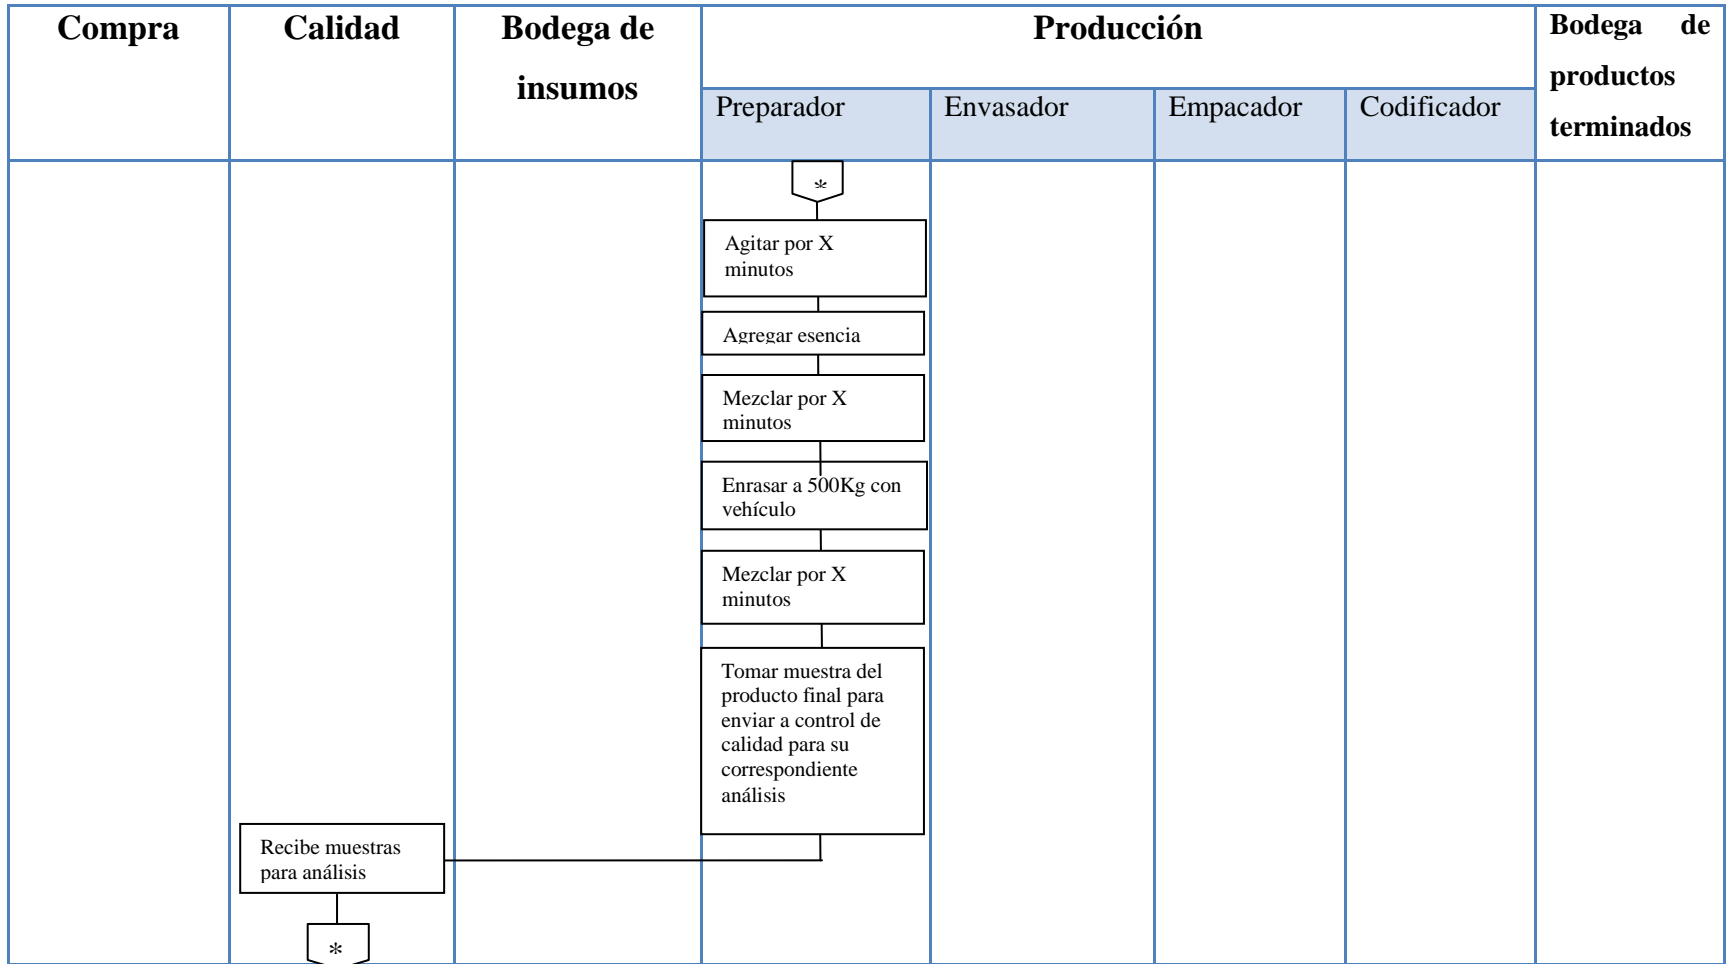 Compra
Calidad
Bodega de
insumos
Producción
Bodega de
productos
terminados
Preparador
Envasador
Empacador
Codificador
*
Agitar por X
minutos
Agregar esencia
Mezclar por X
minutos
Enrasar a 500Kg con
vehículo
Mezclar por X
minutos
Tomar muestra del
producto final para
enviar a control de
calidad para su
correspondiente
análisis
Recibe muestras
para análisis
*